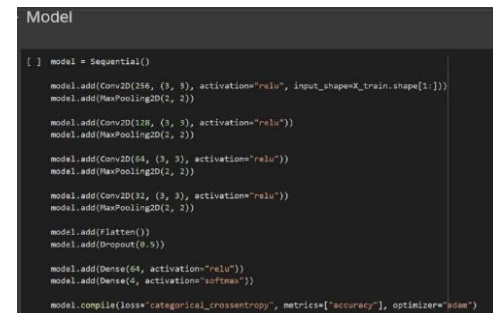 Model
[ ] model = Sequential()
model.add(Conv2D(256, (3, 3), activation="relu", input_shape=X_train.shape[1:]))
model.add(MaxPooling2D(2, 2))
model.add(Conv2D(128, (3, 3), activation="relu"))
model.add(MaxPooling2D(2, 2))
model.add(Conv2D(64, (3, 3), activation="relu"))
model.add(MaxPooling2D(2, 2))
model.add(Conv2D(32, (3, 3), activation="relu"))
model.add(MaxPooling2D(2, 2))
model.add(Flatten())
model.add(Dropout(0.5))
model.add(Dense(64, activation="relu"))
model.add(Dense(4, activation="softmax"))
model.compile(loss="categorical_crossentropy", metrics=["accuracy"], optimizer="adam")